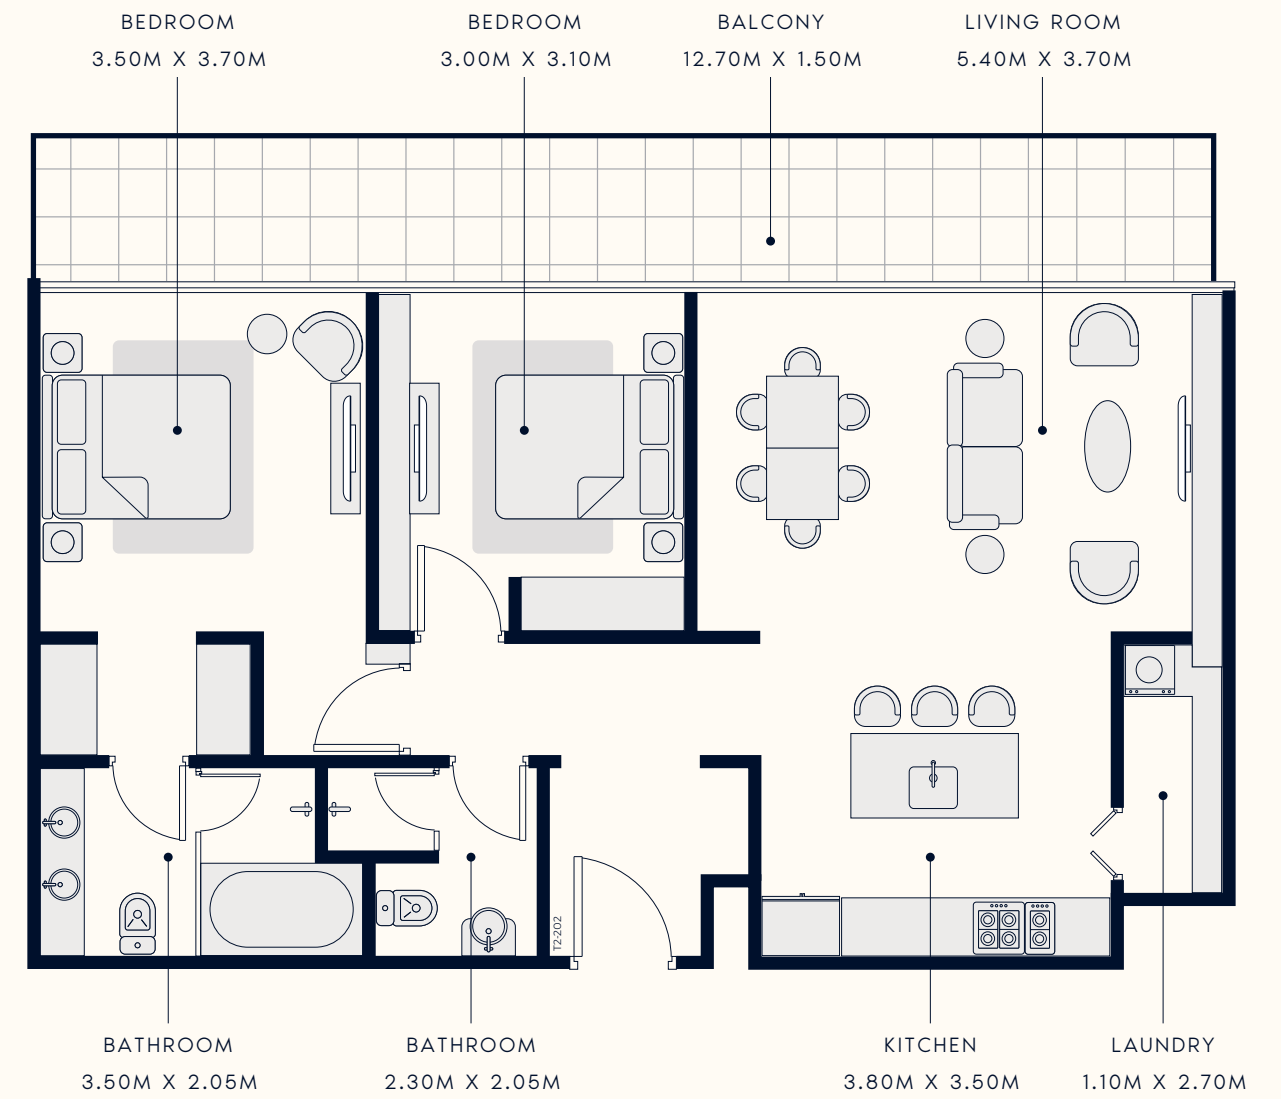 BEDROOM
3.50M X 3.70M
BEDROOM
3.00M X 3.10M
BALCONY
12.70M X 1.50M
LIVING ROOM
5.40M X 3.70M
T2-202
BATHROOM
3.50M X 2.05M
BATHROOM
2.30M X 2.05M
KITCHEN
3.80M X 3.50M
LAUNDRY
1.10M X 2.70M